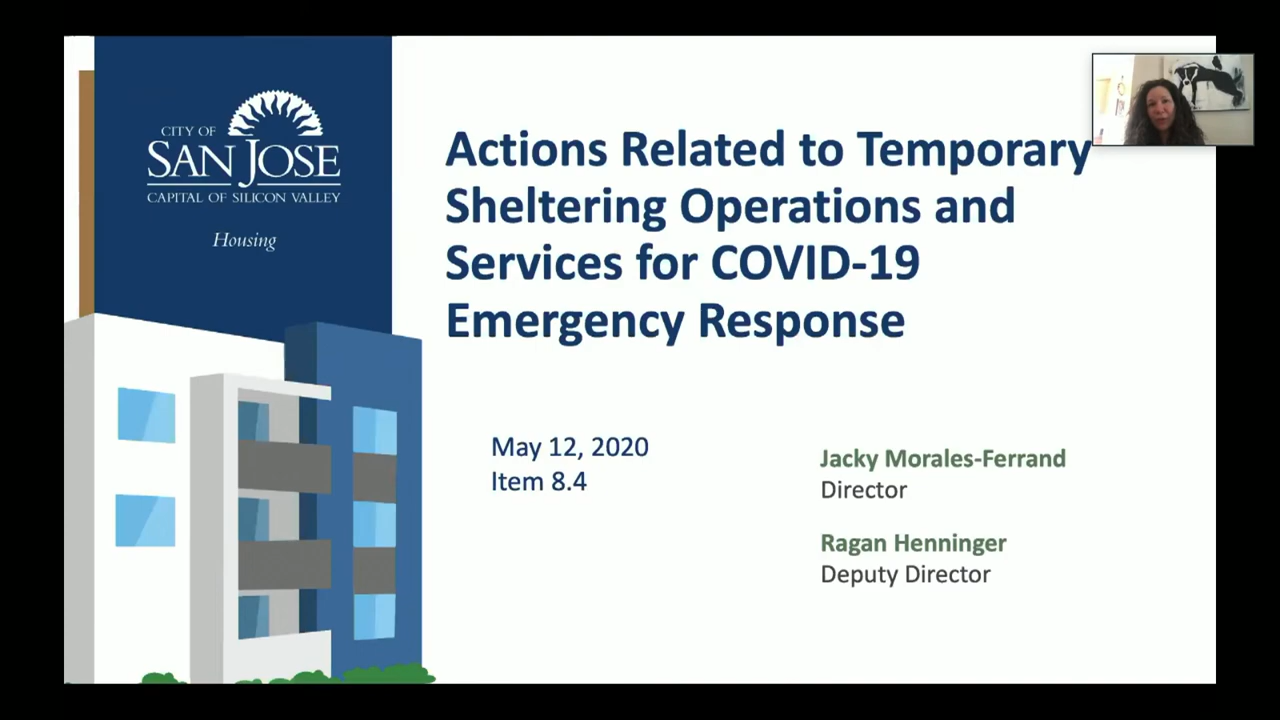 CITY OF
SAN JOSE
CAPITAL OF SILICON VALLEY
Housing
Actions Related to Temporary
Sheltering Operations and
Services for COVID-19
Emergency Response
May 12, 2020
Item 8.4
Jacky Morales-Ferrand
Director
Ragan Henninger
Deputy Director